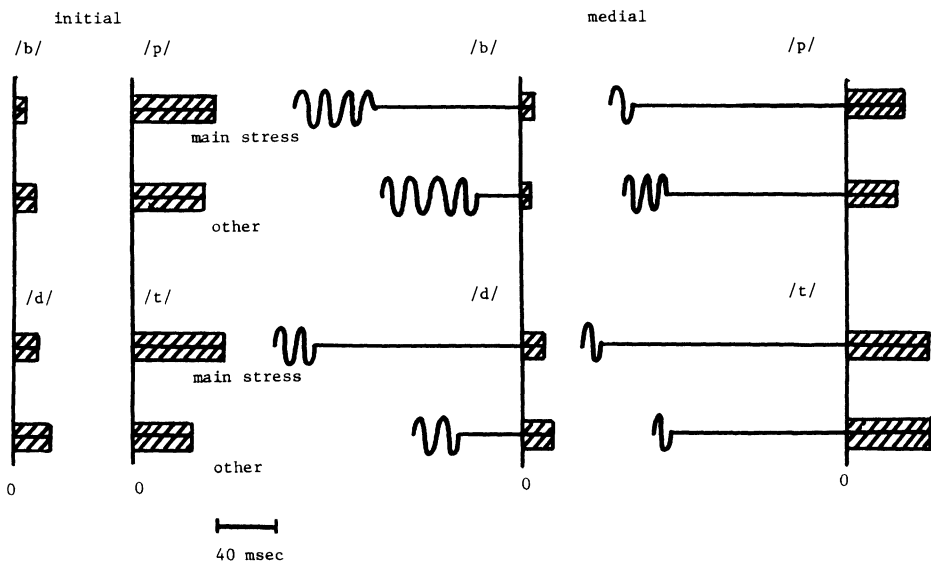 initial medial
/b/ /p/ /b/ /p/
main stress
other
/d/ /t/ /d/ /t/
main stress
other
0 0 0 0
40 msec